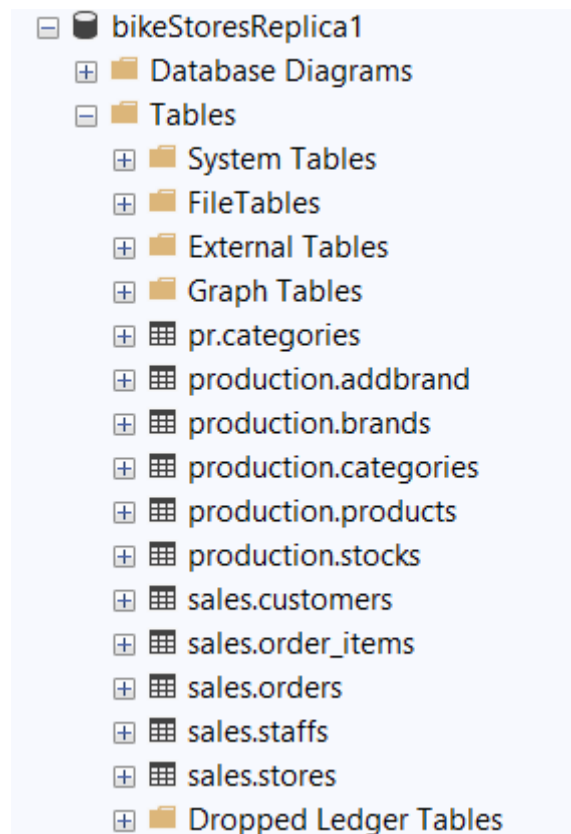 bikeStoresReplica1
Database Diagrams
Tables
System Tables
FileTables
External Tables
Graph Tables
pr.categories
production.addbrand
production.brands
production.categories
production.products
production.stocks
sales.customers
sales.order_items
sales.orders
sales.staffs
sales.stores
Dropped Ledger Tables